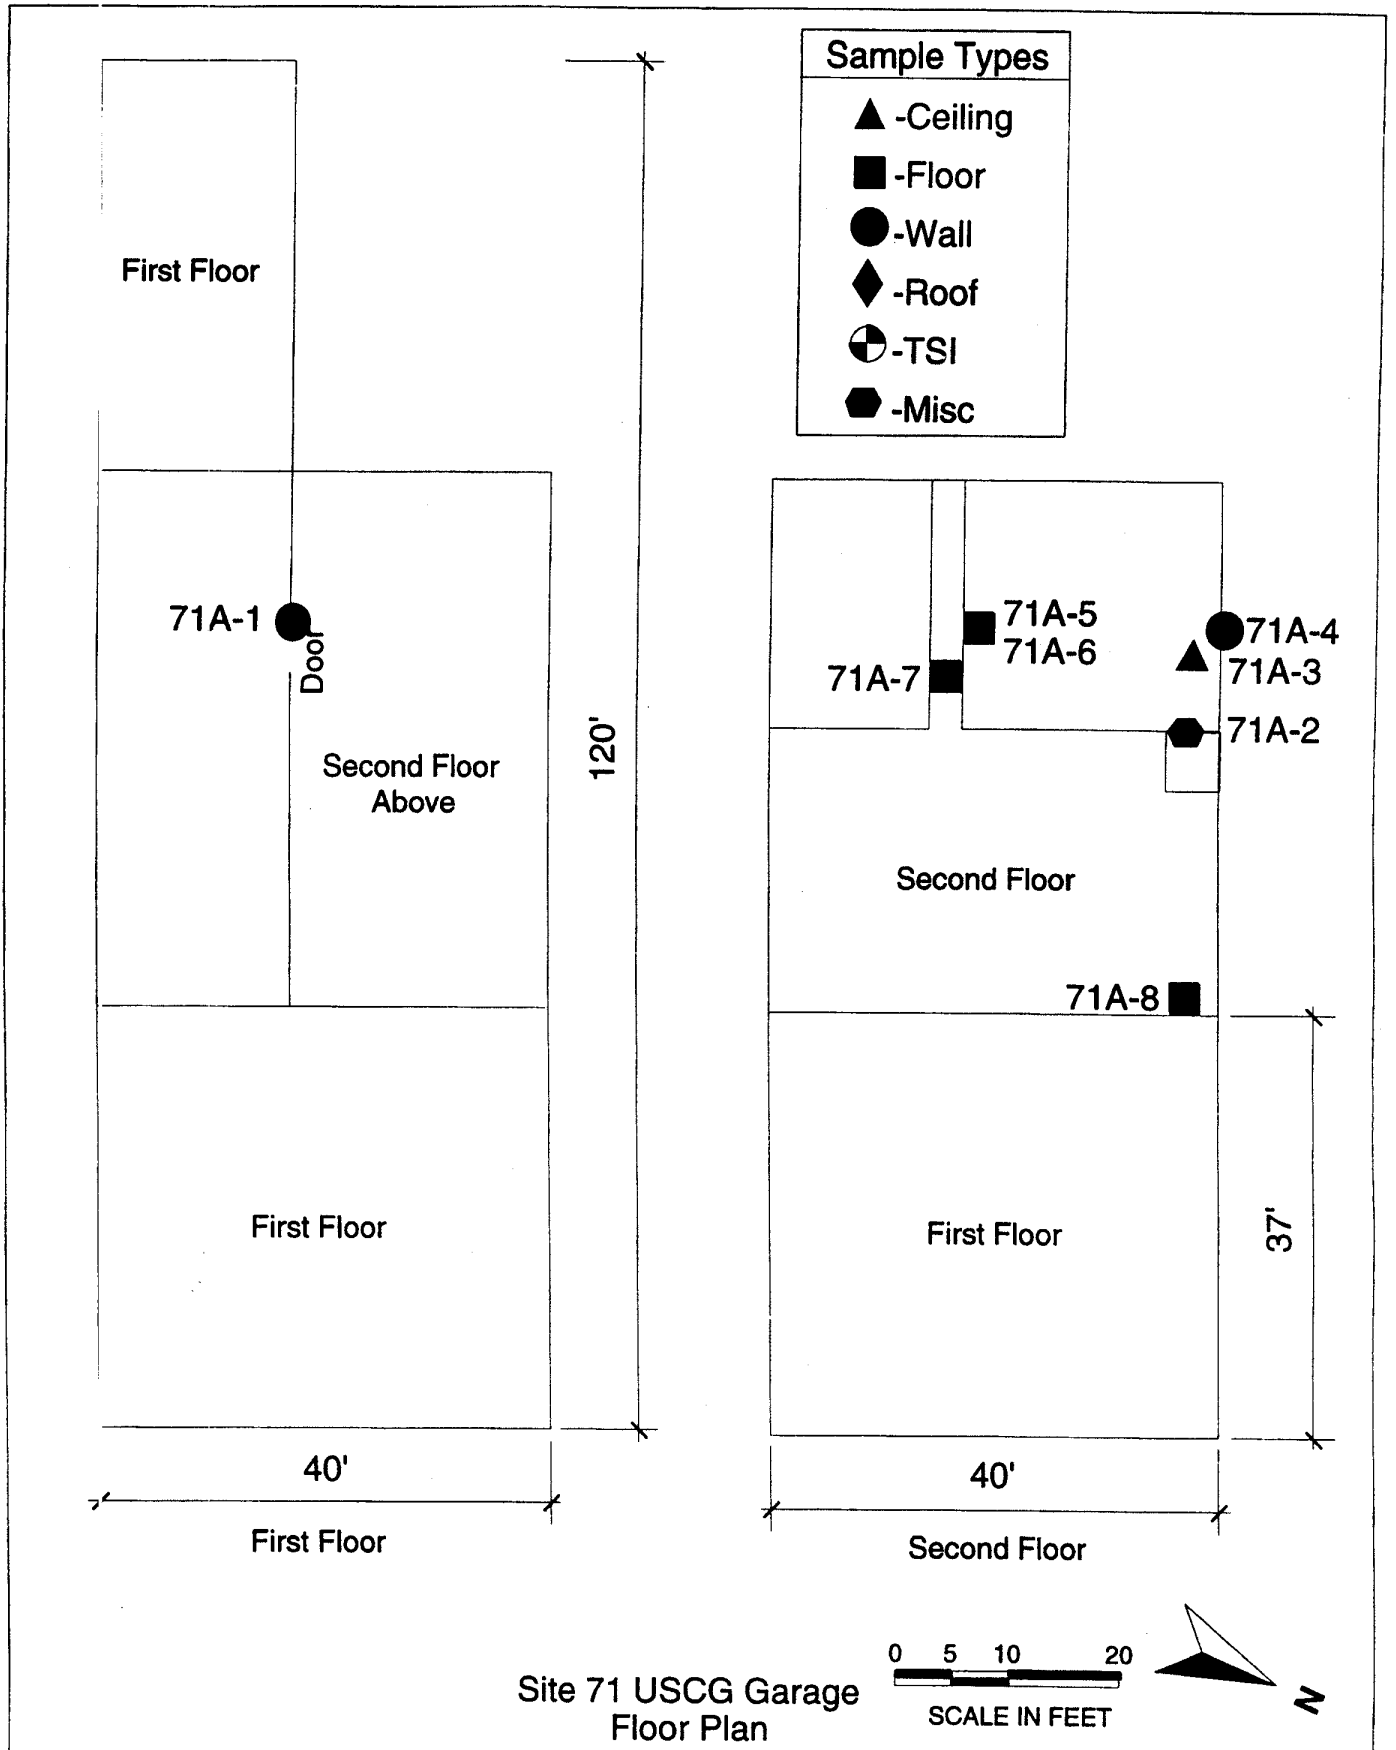 Sample Types
-Ceiling
-Floor
-Wall
-Roof
-TSI
-Misc
First Floor
71A-1
Door
Second Floor
Above
120'
First Floor
40'
First Floor
71A-5
71A-6
71A-7
71A-4
71A-3
71A-2
Second Floor
71A-8
First Floor
37'
40'
Second Floor
0 5 10 20
SCALE IN FEET
N
Site 71 USCG Garage
Floor Plan